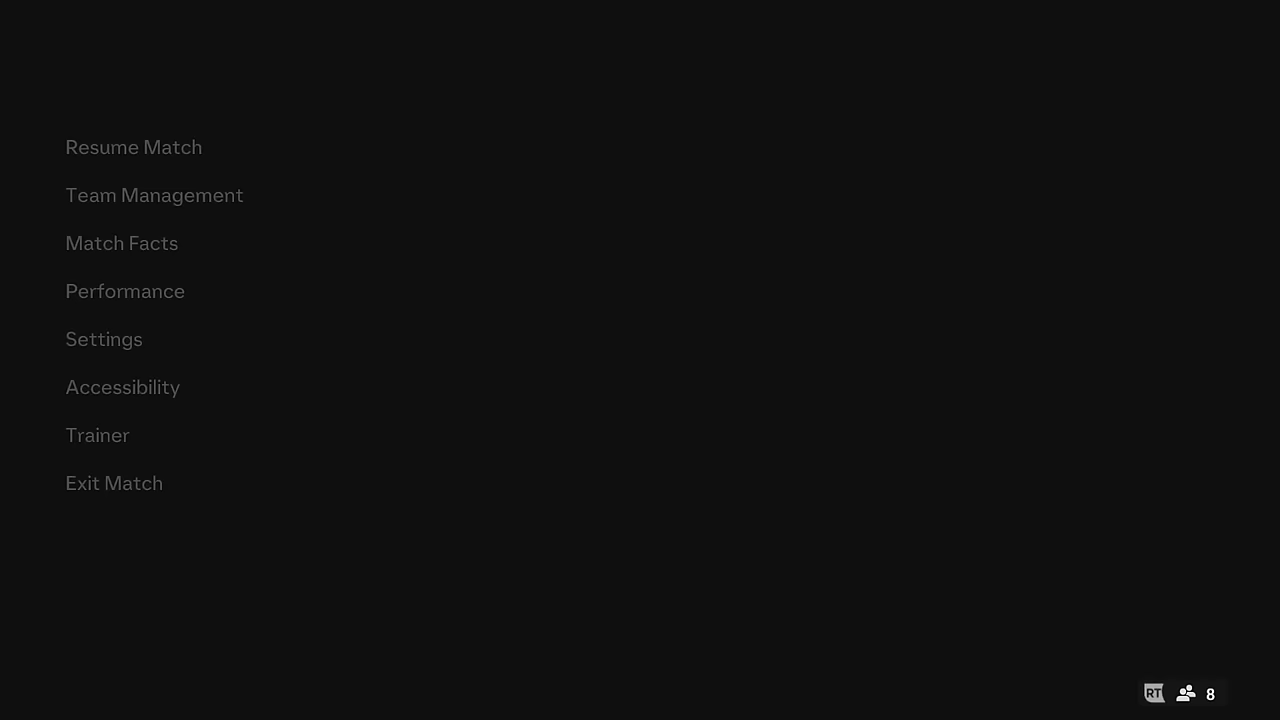 Resume Match
Team Management
Match Facts
Performance
Settings
Accessibility
Trainer
Exit Match
RT 8